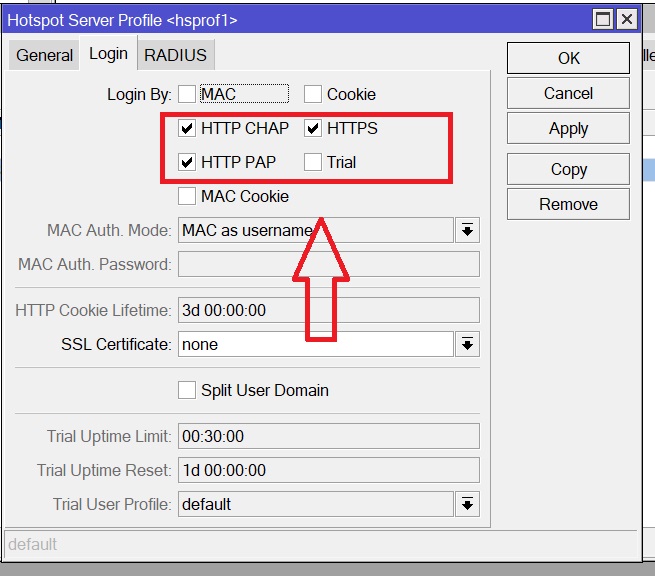 Hotspot Server Profile <hsprof1>
General Login RADIUS
Login By: MAC Cookie
HTTP CHAP HTTPS
HTTP PAP Trial
MAC Cookie
MAC Auth. Mode: MAC as username
MAC Auth. Password:
HTTP Cookie Lifetime: 3d 00:00:00
SSL Certificate: none
Split User Domain
Trial Uptime Limit: 00:30:00
Trial Uptime Reset: 1d 00:00:00
Trial User Profile: default
OK
Cancel
Apply
Copy
Remove
default